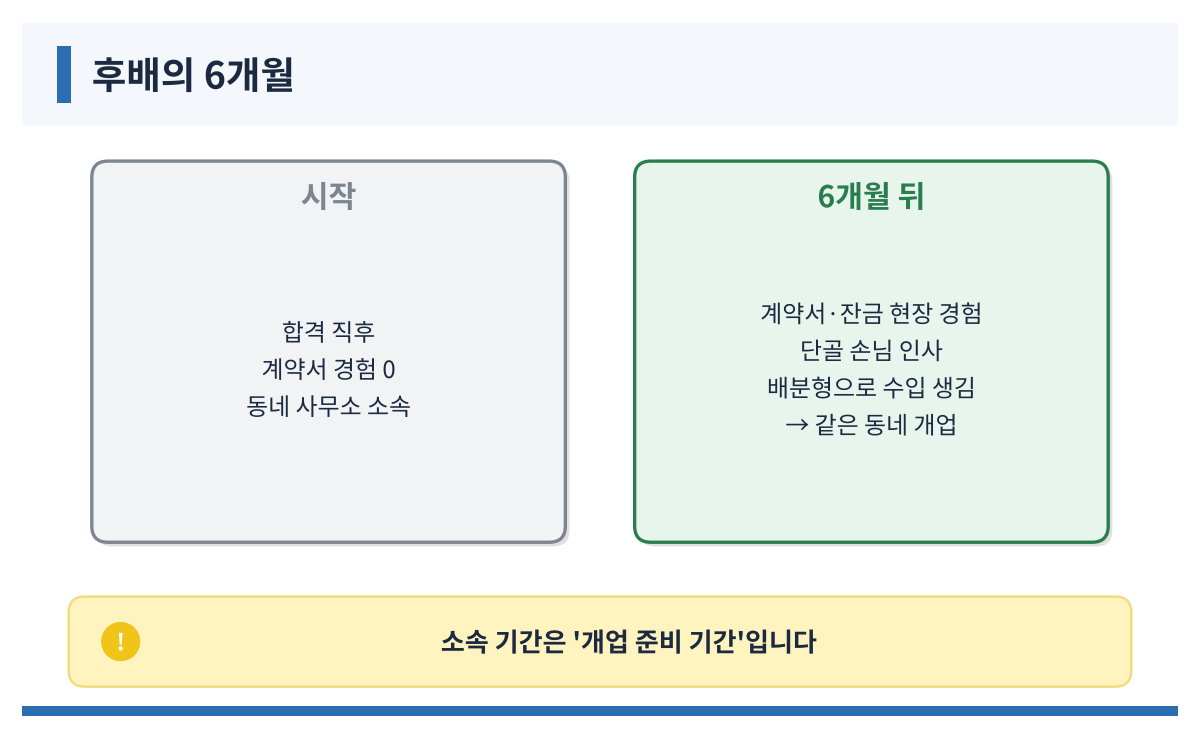 후배의 6개월
시작
합격 직후
계약서 경험 0
동네 사무소 소속
6개월 뒤
계약서·잔금 현장 경험
단골 손님 인사
배분형으로 수입 생김
→ 같은 동네 개업
!
소속 기간은 '개업 준비 기간'입니다